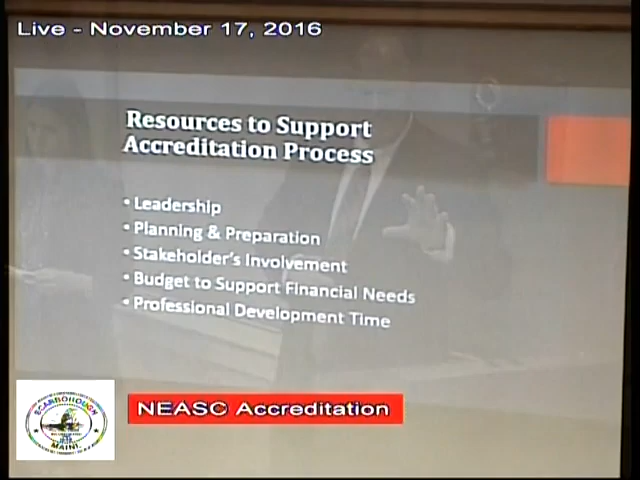 Live - November 17, 2016
Resources to Support
Accreditation Process
• Leadership
• Planning & Preparation
• Stakeholder's Involvement
• Budget to Support Financial Needs
• Professional Development Time
NEASC Accreditation
SCARBOROUGH
MAINE